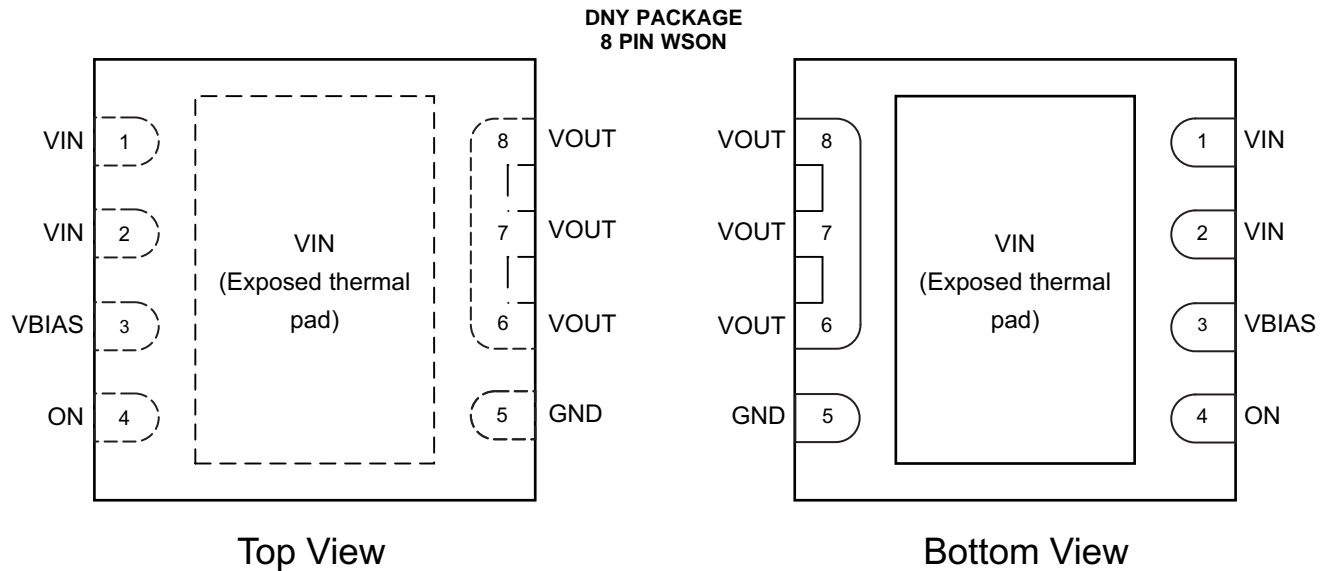 DNY PACKAGE
8 PIN WSON
VIN 1
8 VOUT
VIN 2
7 VOUT
VBIAS 3
6 VOUT
ON 4
5 GND
VIN
(Exposed thermal
pad)
Top View
VOUT 8
1 VIN
VOUT 7
2 VIN
VOUT 6
3 VBIAS
GND 5
4 ON
VIN
(Exposed thermal
pad)
Bottom View